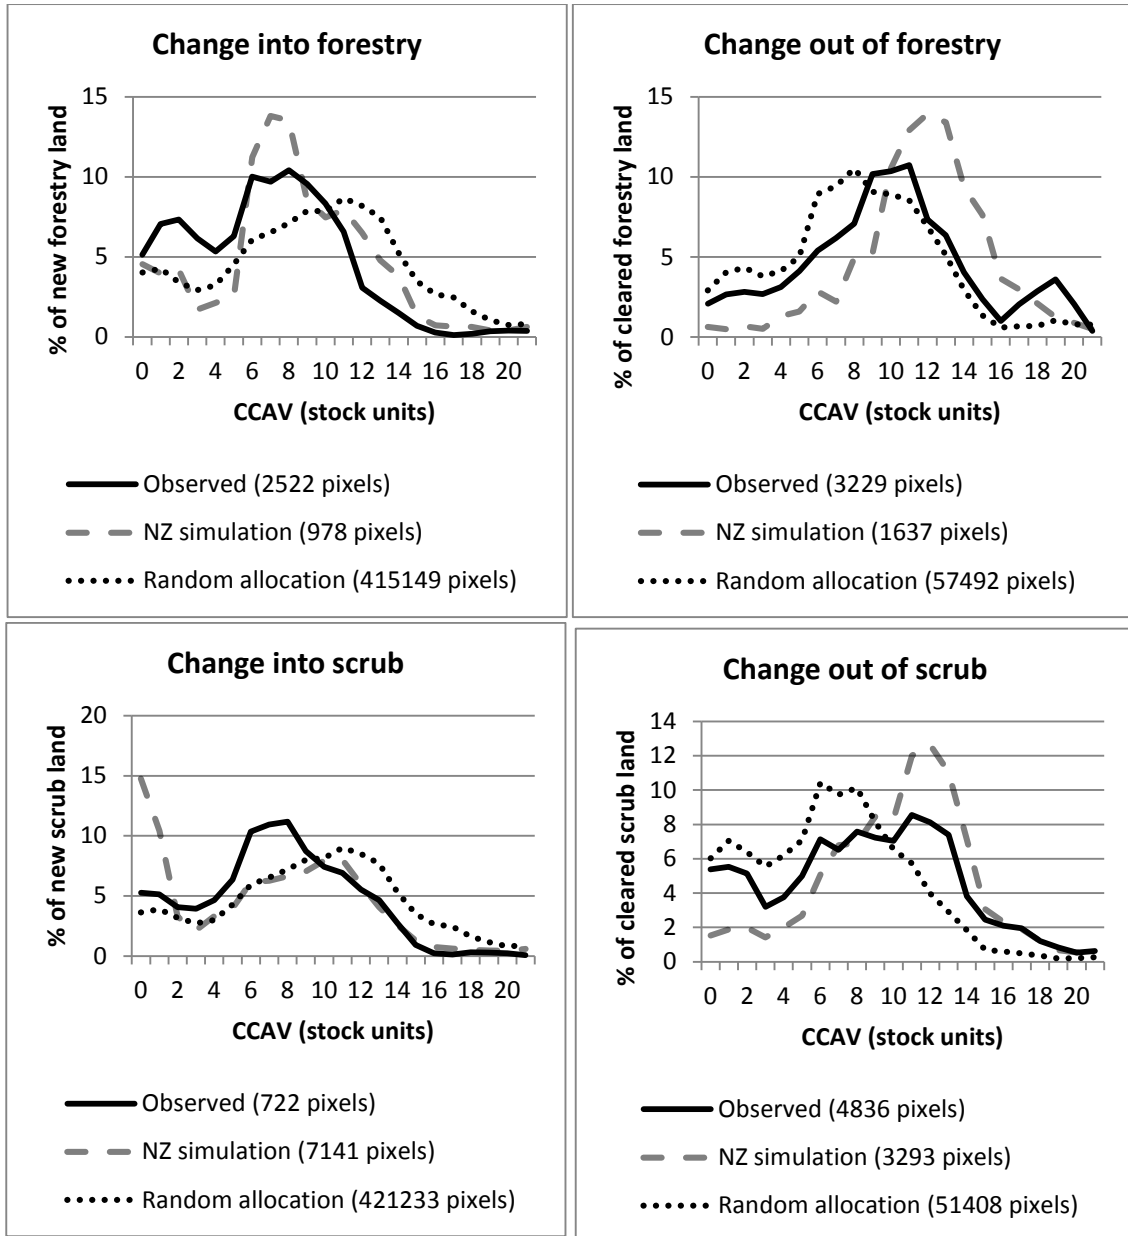 Change into forestry
% of new forestry land
15
10
5
0
0 2 4 6 8 10 12 14 16 18 20
CCAV (stock units)
Observed (2522 pixels)
NZ simulation (978 pixels)
Random allocation (415149 pixels)
Change out of forestry
% of cleared forestry land
15
10
5
0
0 2 4 6 8 10 12 14 16 18 20
CCAV (stock units)
Observed (3229 pixels)
NZ simulation (1637 pixels)
Random allocation (57492 pixels)
Change into scrub
% of new scrub land
20
15
10
5
0
0 2 4 6 8 10 12 14 16 18 20
CCAV (stock units)
Observed (722 pixels)
NZ simulation (7141 pixels)
Random allocation (421233 pixels)
Change out of scrub
% of cleared scrub land
14
12
10
8
6
4
2
0
0 2 4 6 8 10 12 14 16 18 20
CCAV (stock units)
Observed (4836 pixels)
NZ simulation (3293 pixels)
Random allocation (51408 pixels)